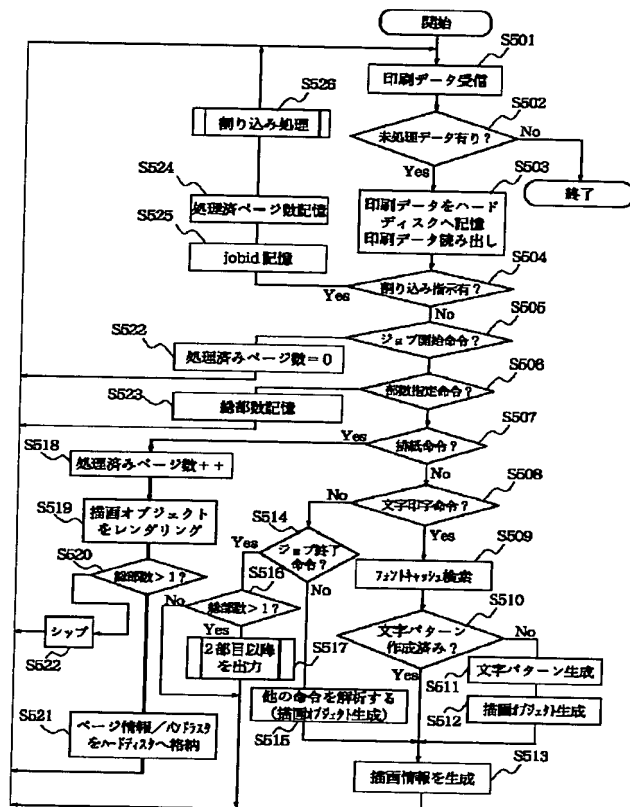 開始
S501
印刷データ受信
S526
割り込み処理
S502
未処理データ有り？
No
Yes
終了
S503
印刷データをハード
ディスクへ記憶
印刷データ読み出し
S524
処理済ページ数記憶
S525
jobid記憶
S504
割り込み指示有？
Yes
No
S505
ジョブ開始命令？
S522
処理済みページ数＝0
S506
部数指定命令？
S523
総部数記憶
S507
排紙命令？
Yes
No
S518
処理済みページ数＋＋
S508
文字印字命令？
No
Yes
S519
描画オブジェクト
をレンダリング
S514
ジョブ終了
命令？
Yes
No
S509
フォントキャッシュ検索
S520
総部数＞1？
S516
総部数＞1？
No
Yes
S510
文字パターン
作成済み？
No
Yes
シップ
S522
2部目以降
を出力
S517
文字パターン生成
S511
描画オブジェクト生成
S512
他の命令を解析する
(描画オブジェクト生成)
S515
S521
ページ情報／バンドラスタ
をハードディスクへ格納
S513
描画情報を生成